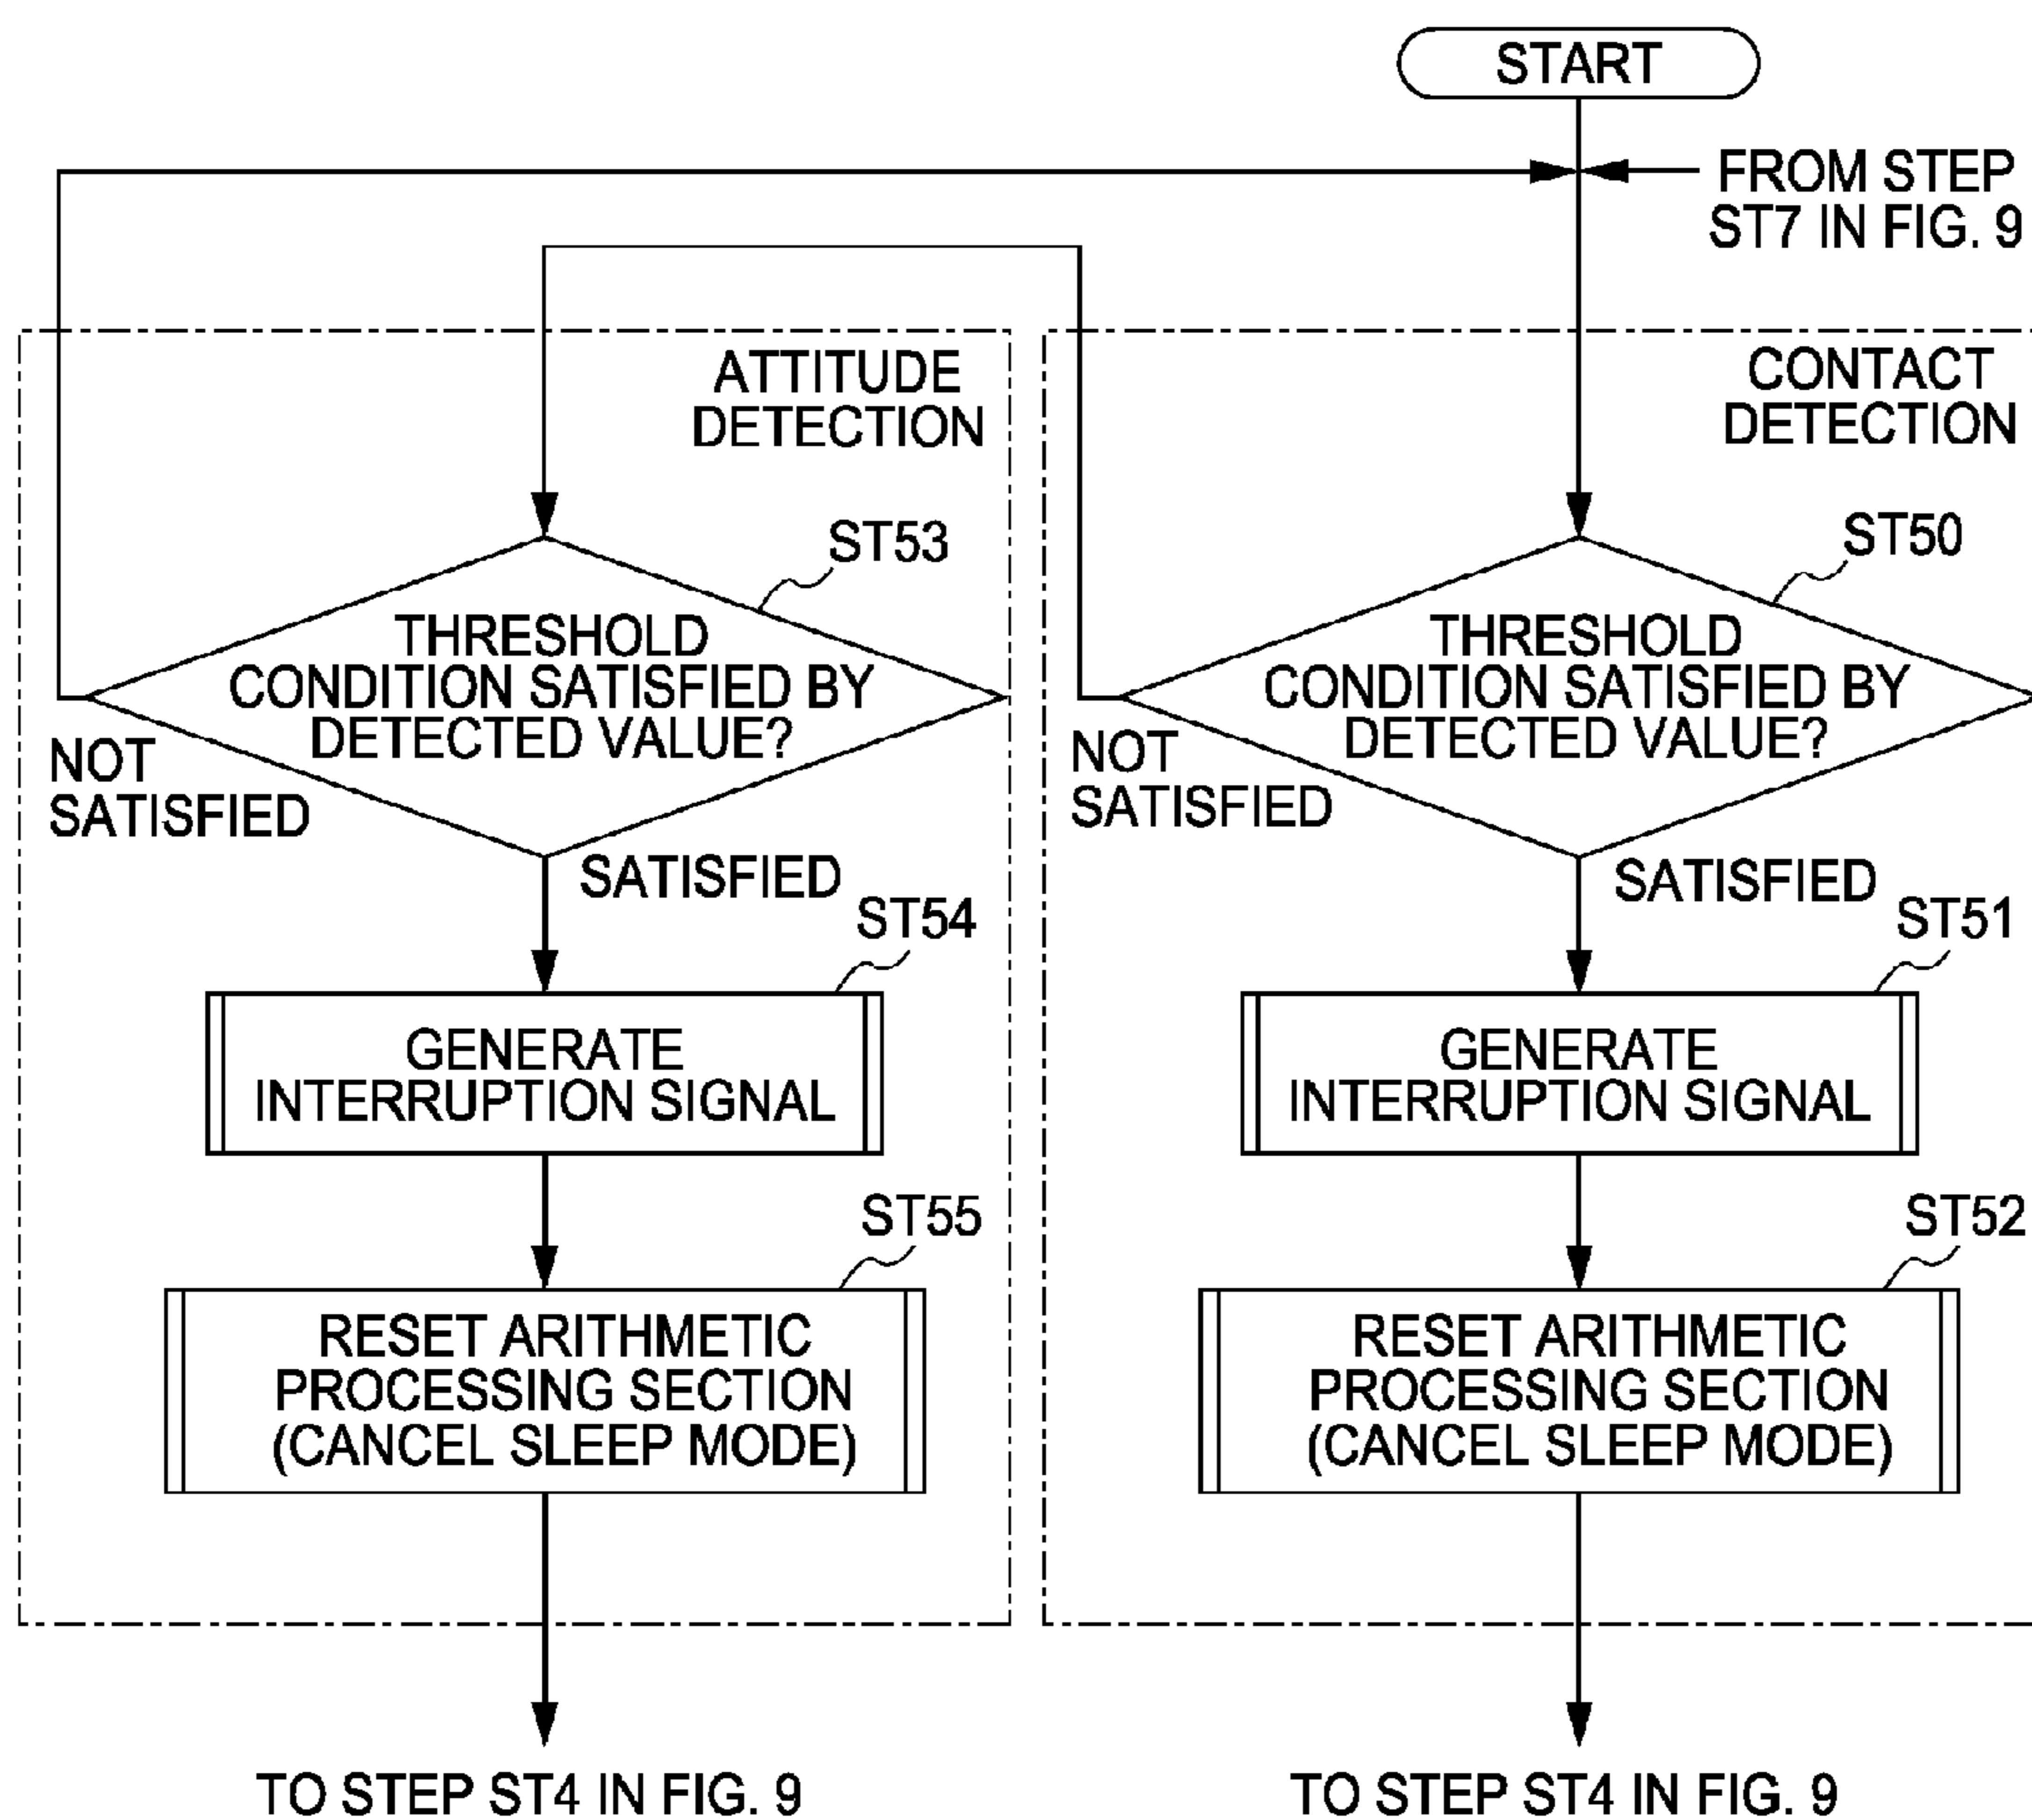 START
FROM STEP
ST7 IN FIG. 9
ATTITUDE
DETECTION
CONTACT
DETECTION
ST53
THRESHOLD
CONDITION SATISFIED BY
DETECTED VALUE?
NOT
SATISFIED
SATISFIED
ST50
THRESHOLD
CONDITION SATISFIED BY
DETECTED VALUE?
NOT
SATISFIED
SATISFIED
ST54
GENERATE
INTERRUPTION SIGNAL
ST51
GENERATE
INTERRUPTION SIGNAL
ST55
RESET ARITHMETIC
PROCESSING SECTION
(CANCEL SLEEP MODE)
ST52
RESET ARITHMETIC
PROCESSING SECTION
(CANCEL SLEEP MODE)
TO STEP ST4 IN FIG. 9
TO STEP ST4 IN FIG. 9